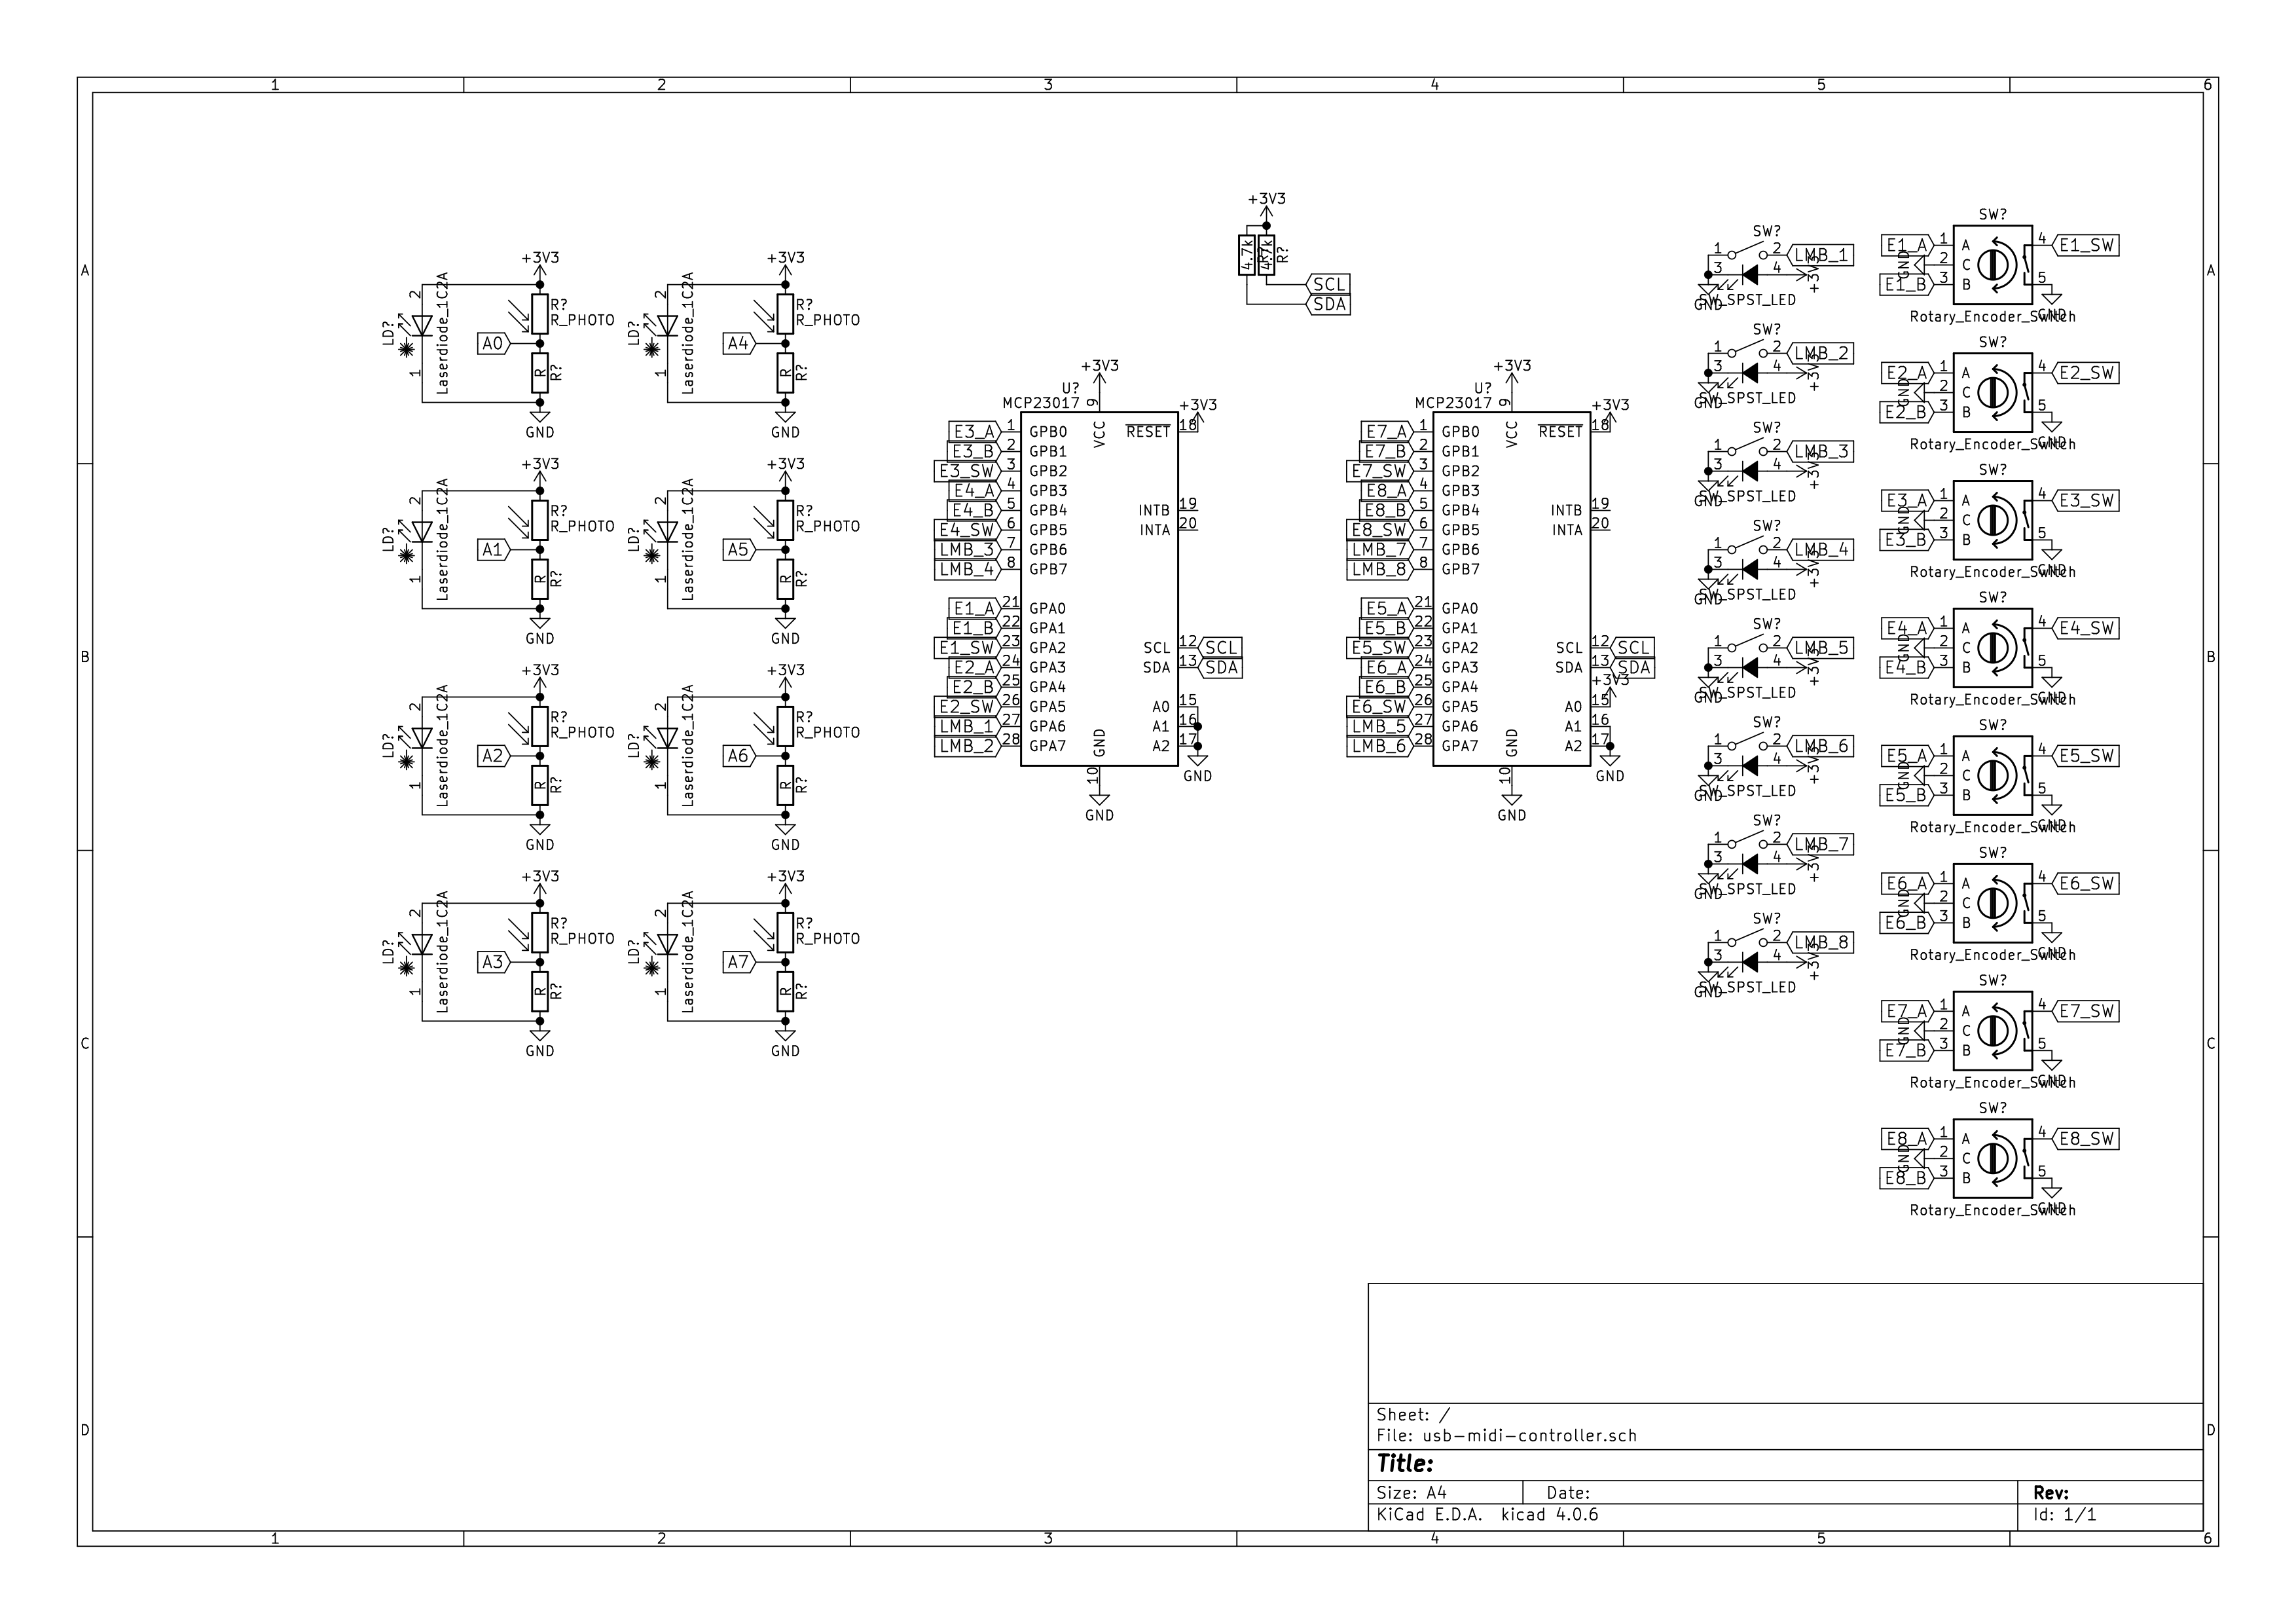 1 2 3 4 5 6
A
B
C
D
+3V3
LD?
2
1
Laserdiode_1C2A
R?
R_PHOTO
A0
R
R?
GND
+3V3
LD?
2
1
Laserdiode_1C2A
R?
R_PHOTO
A4
R
R?
GND
+3V3
LD?
2
1
Laserdiode_1C2A
R?
R_PHOTO
A1
R
R?
GND
+3V3
LD?
2
1
Laserdiode_1C2A
R?
R_PHOTO
A5
R
R?
GND
+3V3
LD?
2
1
Laserdiode_1C2A
R?
R_PHOTO
A2
R
R?
GND
+3V3
LD?
2
1
Laserdiode_1C2A
R?
R_PHOTO
A6
R
R?
GND
+3V3
LD?
2
1
Laserdiode_1C2A
R?
R_PHOTO
A3
R
R?
GND
+3V3
LD?
2
1
Laserdiode_1C2A
R?
R_PHOTO
A7
R
R?
GND
+3V3
4.7k
R?
4.7k
R?
SCL
SDA
+3V3
U?
MCP23017
9
VCC
+3V3
E3_A 1 GPB0 RESET 18
E3_B 2 GPB1
E3_SW 3 GPB2
E4_A 4 GPB3
E4_B 5 GPB4 INTB 19
E4_SW 6 GPB5 INTA 20
LMB_3 7 GPB6
LMB_4 8 GPB7
E1_A 21 GPA0
E1_B 22 GPA1
E1_SW 23 GPA2 SCL 12 SCL
E2_A 24 GPA3 SDA 13 SDA
E2_B 25 GPA4
E2_SW 26 GPA5 A0 15
LMB_1 27 GPA6 A1 16
LMB_2 28 GPA7 A2 17
GND
10
GND
GND
+3V3
U?
MCP23017
9
VCC
+3V3
E7_A 1 GPB0 RESET 18
E7_B 2 GPB1
E7_SW 3 GPB2
E8_A 4 GPB3
E8_B 5 GPB4 INTB 19
E8_SW 6 GPB5 INTA 20
LMB_7 7 GPB6
LMB_8 8 GPB7
E5_A 21 GPA0
E5_B 22 GPA1
E5_SW 23 GPA2 SCL 12 SCL
E6_A 24 GPA3 SDA 13 SDA
E6_B 25 GPA4 +3V3
E6_SW 26 GPA5 A0 15
LMB_5 27 GPA6 A1 16
LMB_6 28 GPA7 A2 17
GND
10
GND
GND
SW?
1 2 LMB_1
3 4 +3V3
SW_SPST_LED
GND
SW?
1 2 LMB_2
3 4 +3V3
SW_SPST_LED
GND
SW?
1 2 LMB_3
3 4 +3V3
SW_SPST_LED
GND
SW?
1 2 LMB_4
3 4 +3V3
SW_SPST_LED
GND
SW?
1 2 LMB_5
3 4 +3V3
SW_SPST_LED
GND
SW?
1 2 LMB_6
3 4 +3V3
SW_SPST_LED
GND
SW?
1 2 LMB_7
3 4 +3V3
SW_SPST_LED
GND
SW?
1 2 LMB_8
3 4 +3V3
SW_SPST_LED
GND
SW?
E1_A 1 A 4 E1_SW
GND 2 C
E1_B 3 B 5
GND
Rotary_Encoder_Switch
SW?
E2_A 1 A 4 E2_SW
GND 2 C
E2_B 3 B 5
GND
Rotary_Encoder_Switch
SW?
E3_A 1 A 4 E3_SW
GND 2 C
E3_B 3 B 5
GND
Rotary_Encoder_Switch
SW?
E4_A 1 A 4 E4_SW
GND 2 C
E4_B 3 B 5
GND
Rotary_Encoder_Switch
SW?
E5_A 1 A 4 E5_SW
GND 2 C
E5_B 3 B 5
GND
Rotary_Encoder_Switch
SW?
E6_A 1 A 4 E6_SW
GND 2 C
E6_B 3 B 5
GND
Rotary_Encoder_Switch
SW?
E7_A 1 A 4 E7_SW
GND 2 C
E7_B 3 B 5
GND
Rotary_Encoder_Switch
SW?
E8_A 1 A 4 E8_SW
GND 2 C
E8_B 3 B 5
GND
Rotary_Encoder_Switch
A
B
C
D
Sheet: /
File: usb-midi-controller.sch
Title:
Size: A4 Date: Rev:
KiCad E.D.A. kicad 4.0.6 Id: 1/1
1 2 3 4 5 6